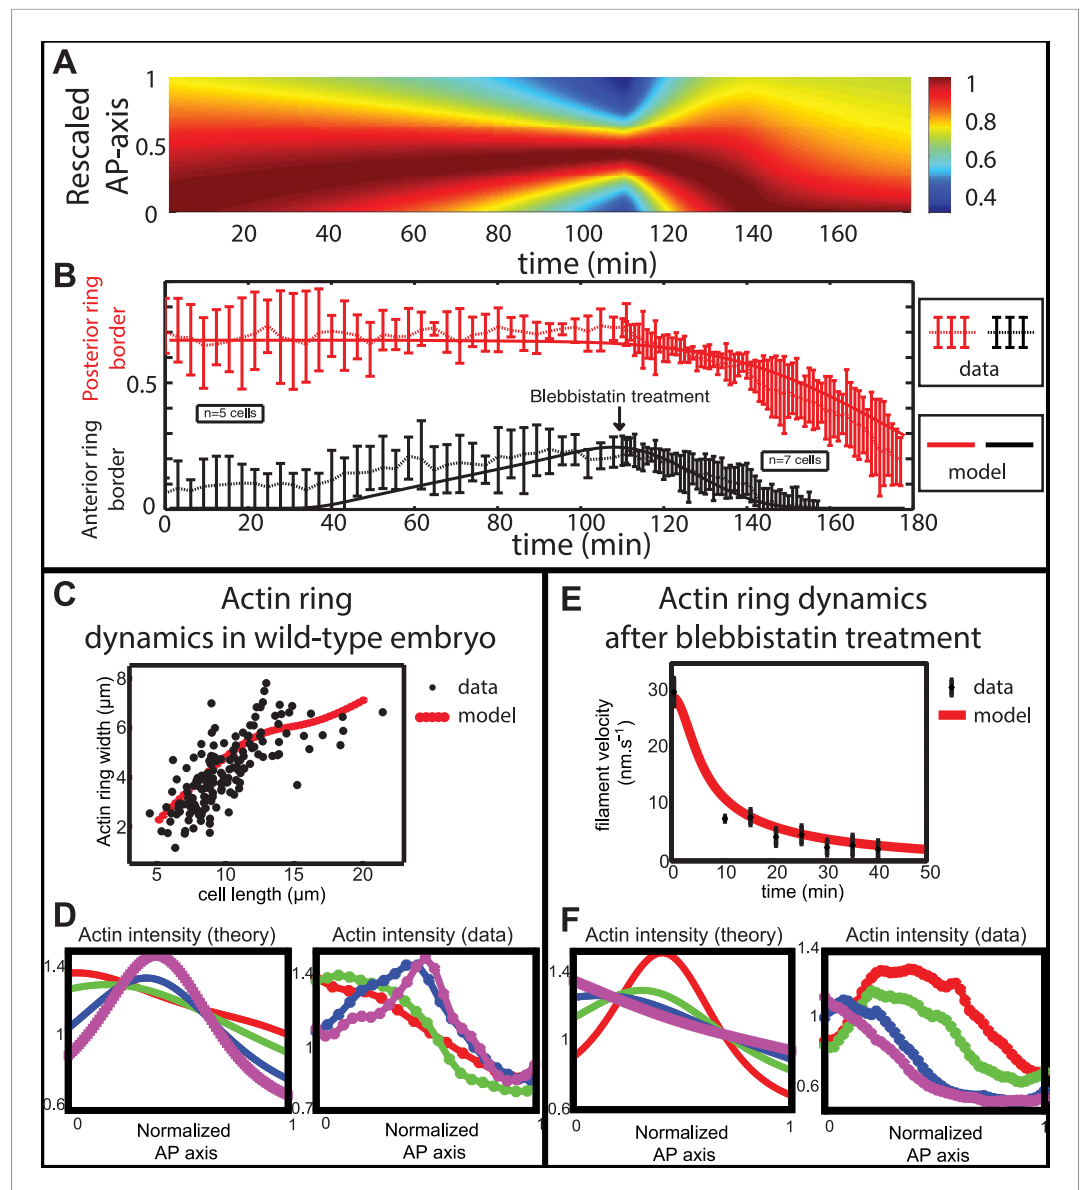 A
Rescaled
AP-axis
1
0.5
0
20 40 60 80 100 120 140 160
time (min)
0.8
0.6
0.4
1
B
Posterior ring
border
Anterior ring
border
0.5
0
n=5 cells
Blebbistatin treatment
n=7 cells
0 20 40 60 80 100 120 140 160 180
time (min)
data
model
C
Actin ring
dynamics in wild-type embryo
Actin ring width (µm)
8
6
4
2
5 10 15 20
cell length (µm)
data
model
D
Actin intensity (theory)
1.4
1
0.6
0 1
Normalized
AP axis
Actin intensity (data)
1.4
1
0.7
0 1
Normalized
AP axis
E
Actin ring dynamics
after blebbistatin treatment
filament velocity
(nm.s⁻¹)
30
20
10
0
0 10 20 30 40 50
time (min)
data
model
F
Actin intensity (theory)
1.4
1
0.6
0 1
Normalized
AP axis
Actin intensity (data)
1.4
1
0.6
0 1
Normalized
AP axis